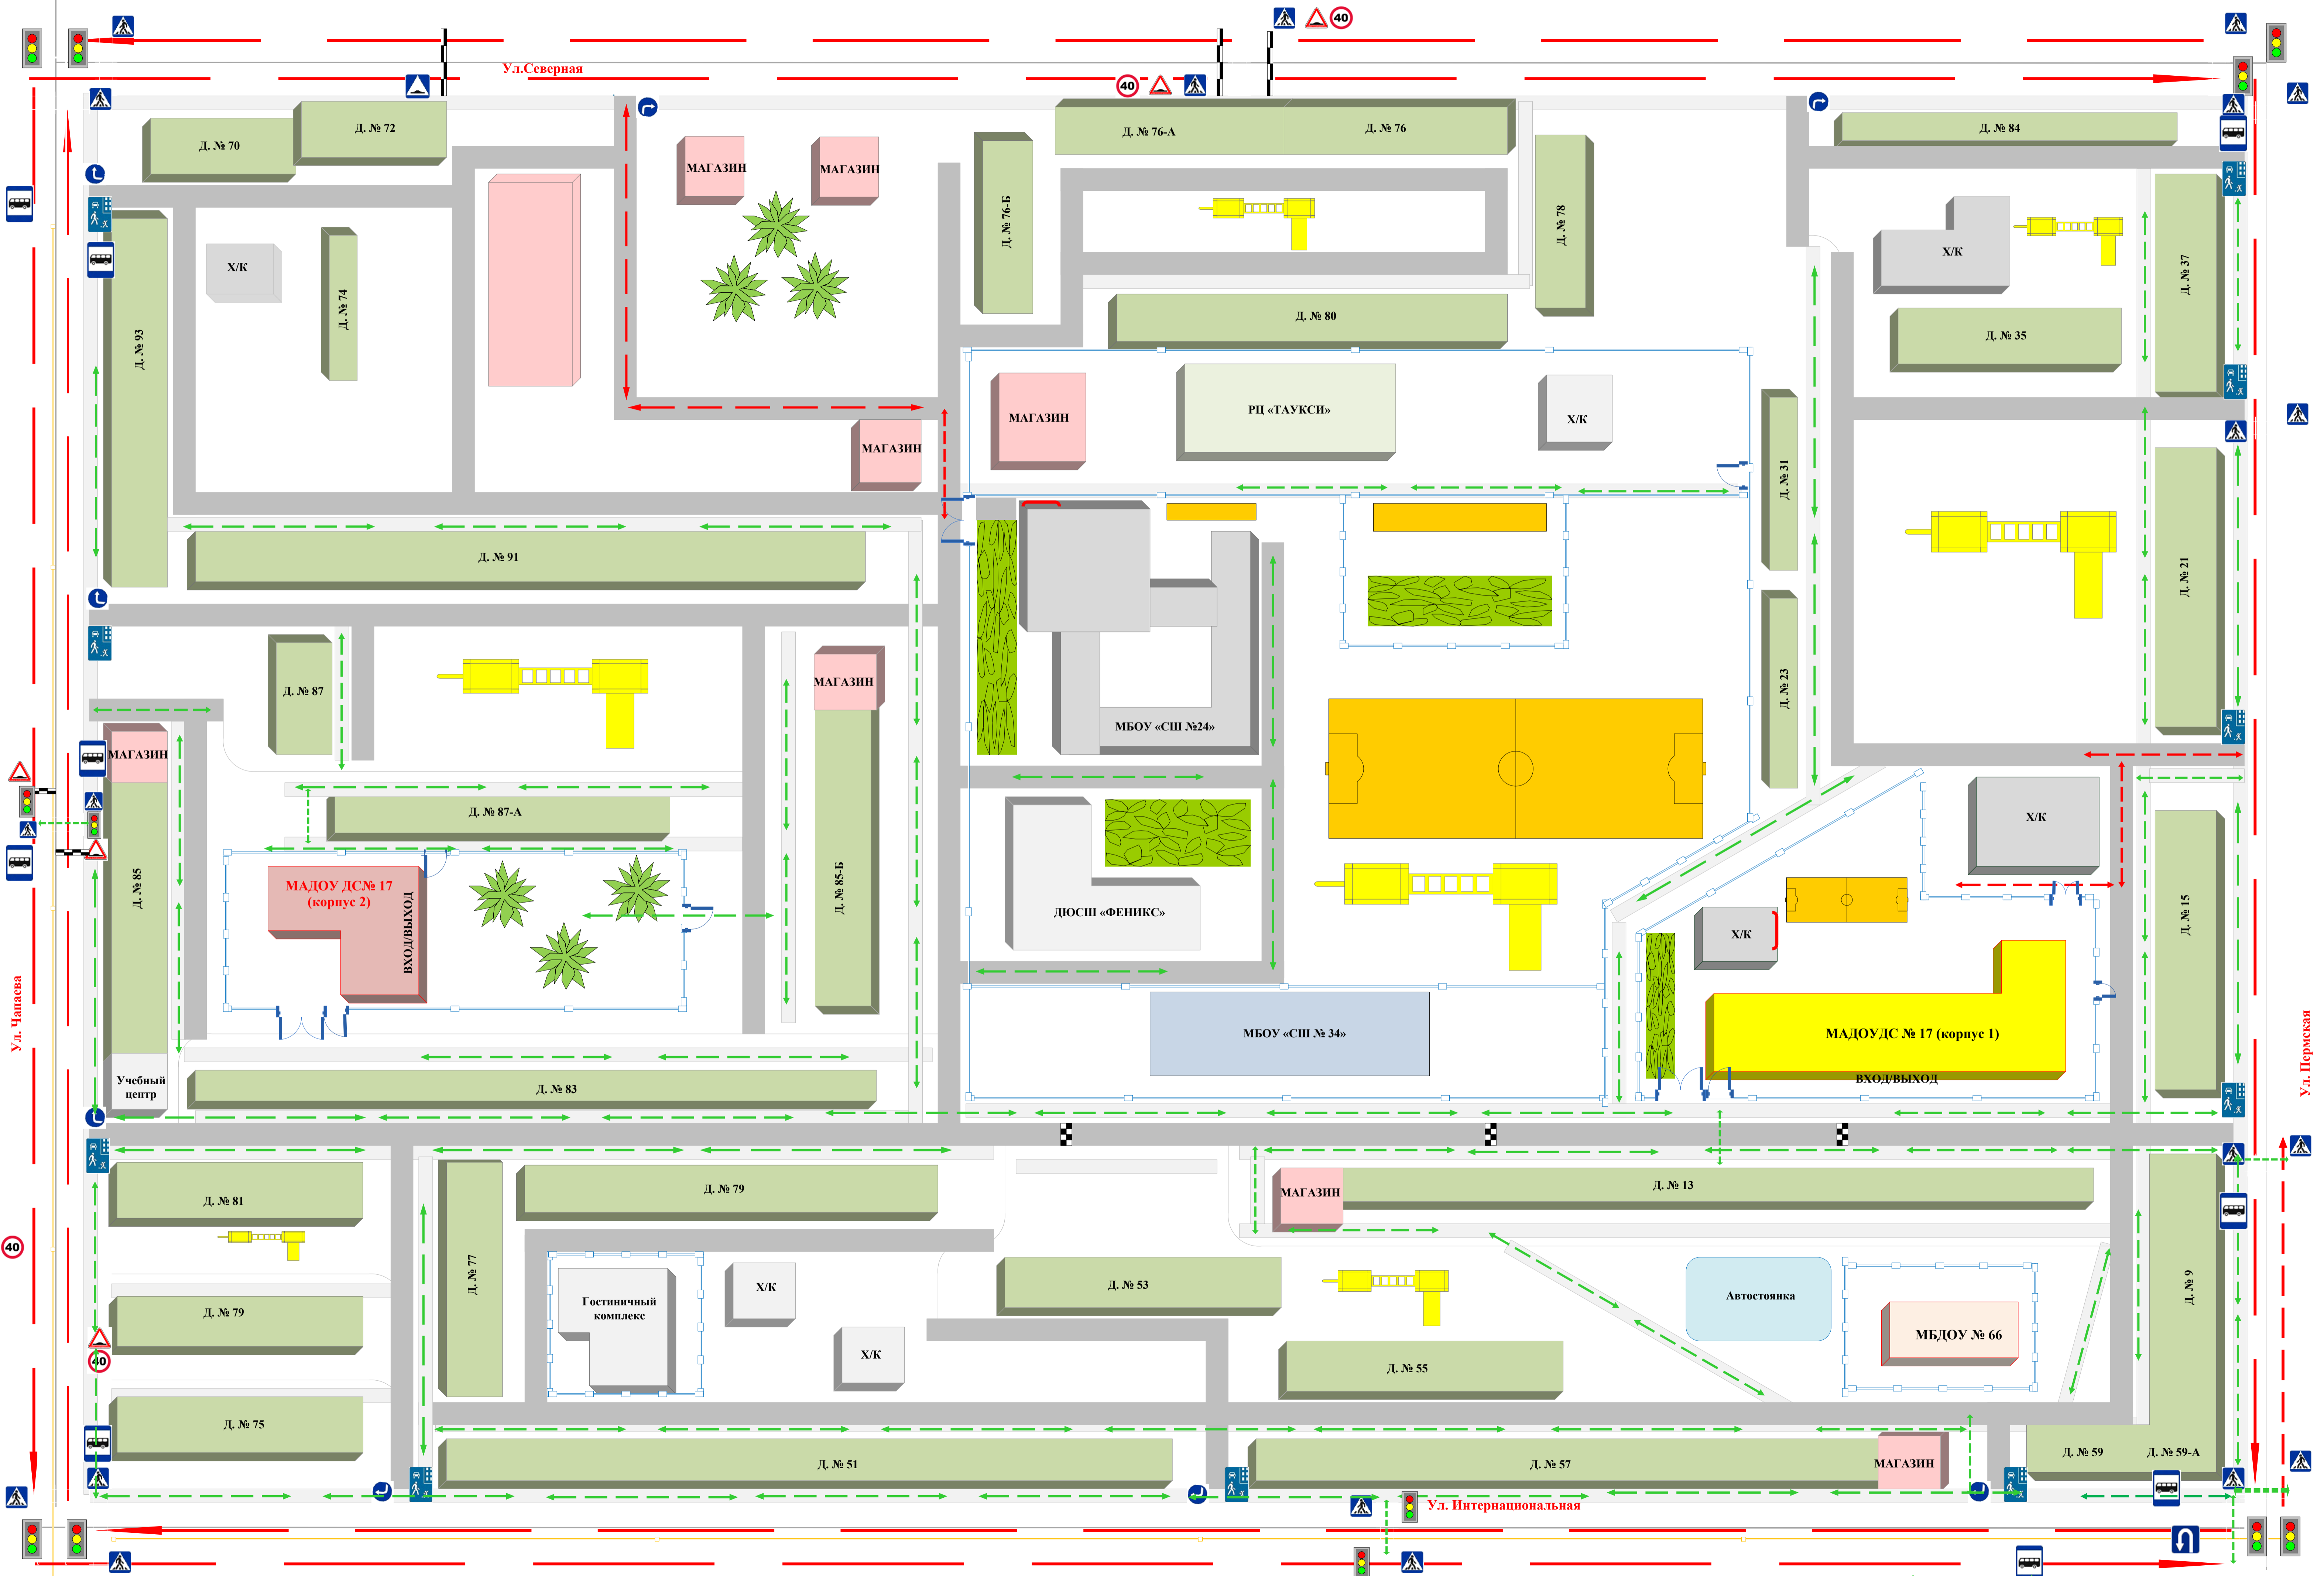 40
Ул.Северная
40
Д. № 70
Д. № 72
МАГАЗИН
МАГАЗИН
Д. № 76-А
Д. № 76
Д. № 84
Х/К
Д. № 74
Д. № 93
Д. № 76-Б
Д. № 78
Х/К
Д. № 37
Д. № 80
Д. № 35
МАГАЗИН
РЦ «ТАУКСИ»
Х/К
МАГАЗИН
Д. № 31
Д. № 91
Д. № 21
Д. № 87
МАГАЗИН
Д. № 23
МБОУ «СШ №24»
МАГАЗИН
Д. № 87-А
Х/К
Д. № 85
МАДОУ ДС№ 17
(корпус 2)
ВХОД/ВЫХОД
Д. № 85-Б
ДЮСШ «ФЕНИКС»
Х/К
Д. № 15
Ул. Чапаева
МБОУ «СШ № 34»
МАДОУДС № 17 (корпус 1)
ВХОД/ВЫХОД
Ул. Пермская
Учебный
центр
Д. № 83
Д. № 81
Д. № 79
МАГАЗИН
Д. № 13
40
Д. № 77
Х/К
Д. № 53
Гостиничный
комплекс
Автостоянка
Д. № 9
Д. № 79
МБДОУ № 66
40
Х/К
Д. № 55
Д. № 75
Д. № 51
Д. № 57
МАГАЗИН
Д. № 59
Д. № 59-А
Ул. Интернациональная